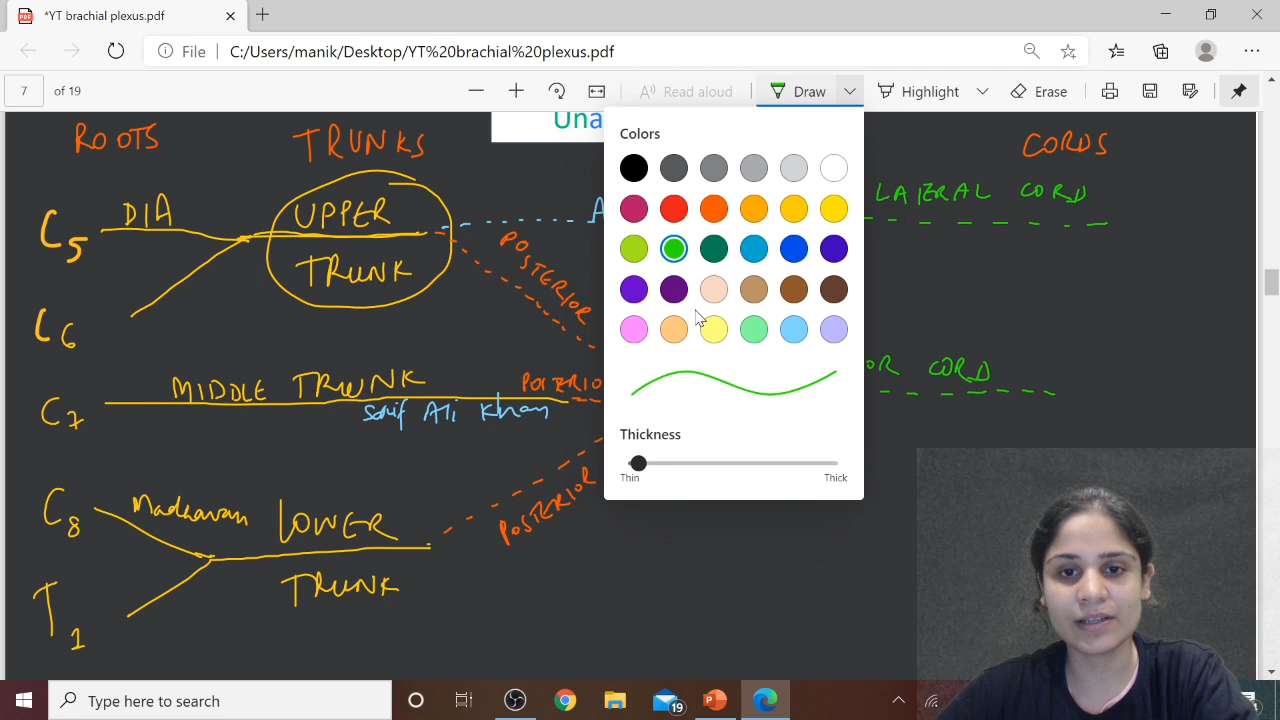 *YT brachial plexus.pdf
File C:/Users/manik/Desktop/YT%20brachial%20plexus.pdf
7 of 19 Read aloud Draw Highlight Erase
Una
ROOTS TRUNKS CORDS
Colors
LATERAL CORD
DIA UPPER
C5
POSTERIOR
TRUNK
C6
OR CORD
MIDDLE TRUNK POSTERIO
C7 Saif Ali Khan
Thickness
Thin Thick
POSTERIOR
C8 Madhavan LOWER
TRUNK
T1
Type here to search
19